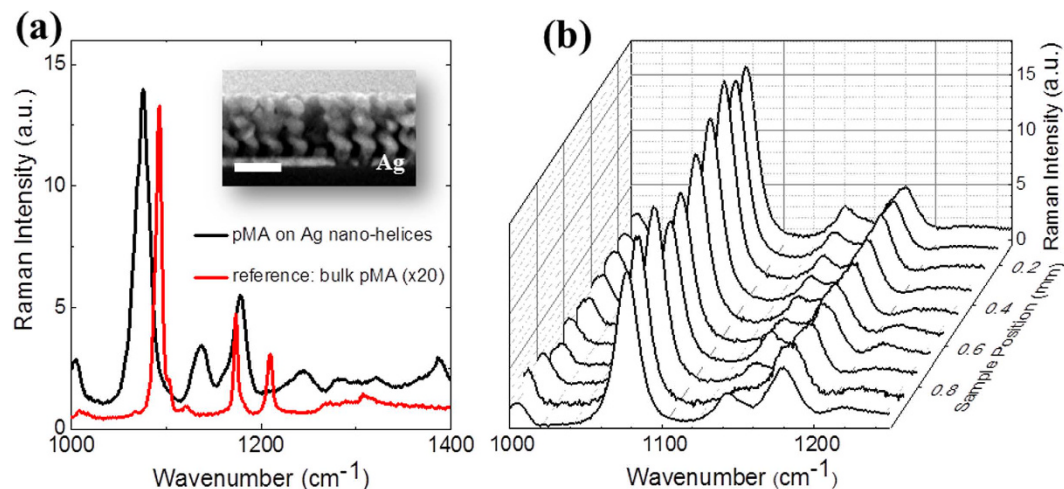 (a)
15
10
5
0
Raman Intensity (a.u.)
Ag
pMA on Ag nano-helices
reference: bulk pMA (x20)
1000 1200 1400
Wavenumber (cm⁻¹)
(b)
15
10
5
0
Raman Intensity (a.u.)
0.2
0.4
0.6
0.8
Sample Position (mm)
1000 1100 1200
Wavenumber (cm⁻¹)